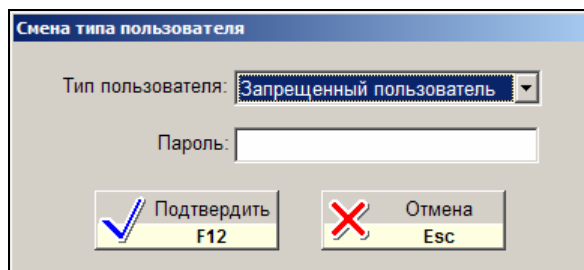 Смена типа пользователя
Тип пользователя: Запрещенный пользователь
Пароль:
Подтвердить Отмена
F12 Esc